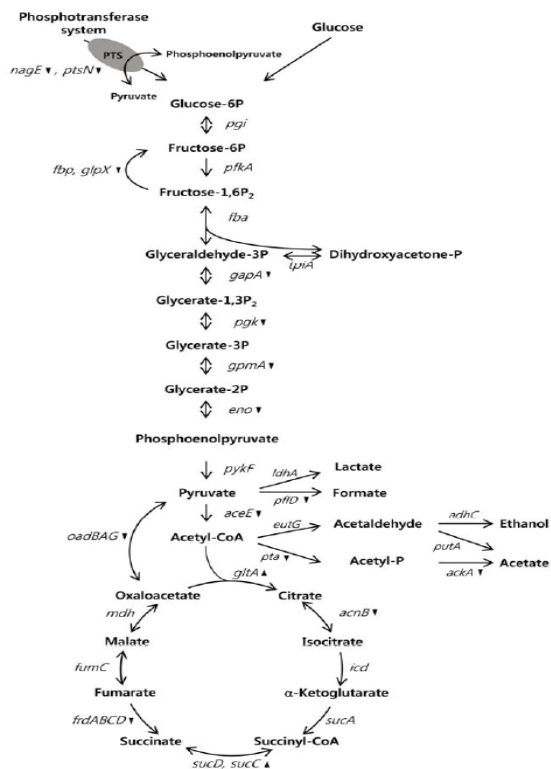 Phosphotransferase
system
Glucose
PTS
Phosphoenolpyruvate
nagE ▼, ptsN ▼
Pyruvate
Glucose-6P
pgi
Fructose-6P
fbp, glpX ▼
pfkA
Fructose-1,6P₂
fba
Glyceraldehyde-3P
tpiA
Dihydroxyacetone-P
gapA ▼
Glycerate-1,3P₂
pgk ▼
Glycerate-3P
gpmA ▼
Glycerate-2P
eno ▼
Phosphoenolpyruvate
pykF
ldhA
Lactate
Pyruvate
pflD ▼
Formate
aceE ▼
oadBAG ▼
Acetyl-CoA
eutG
Acetaldehyde
adhC
Ethanol
putA
pta ▼
Acetyl-P
ackA ▼
Acetate
gltA ▲
Oxaloacetate
Citrate
mdh
acnB ▼
Malate
Isocitrate
fumC
icd
Fumarate
α-Ketoglutarate
frdABCD ▼
sucA
Succinate
Succinyl-CoA
sucD, sucC ▲